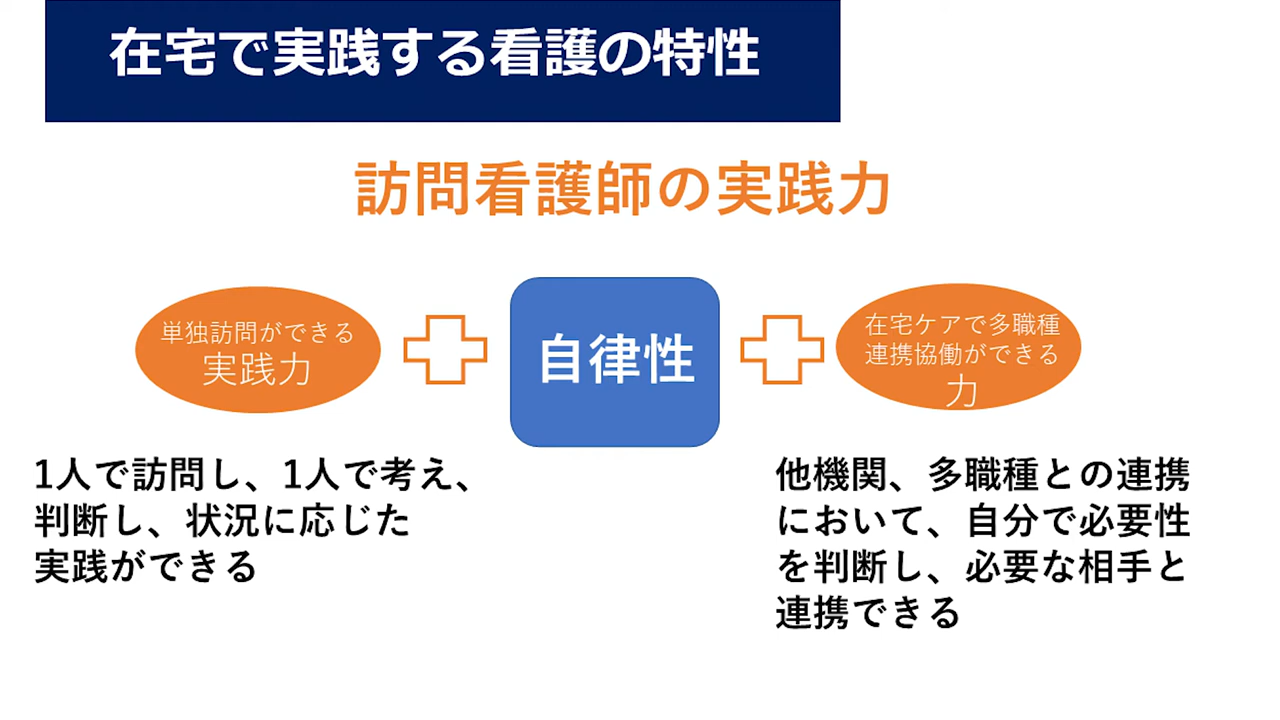 在宅で実践する看護の特性
訪問看護師の実践力
単独訪問ができる
実践力
自律性
在宅ケアで多職種
連携協働ができる
力
1人で訪問し、1人で考え、
判断し、状況に応じた
実践ができる
他機関、多職種との連携
において、自分で必要性
を判断し、必要な相手と
連携できる